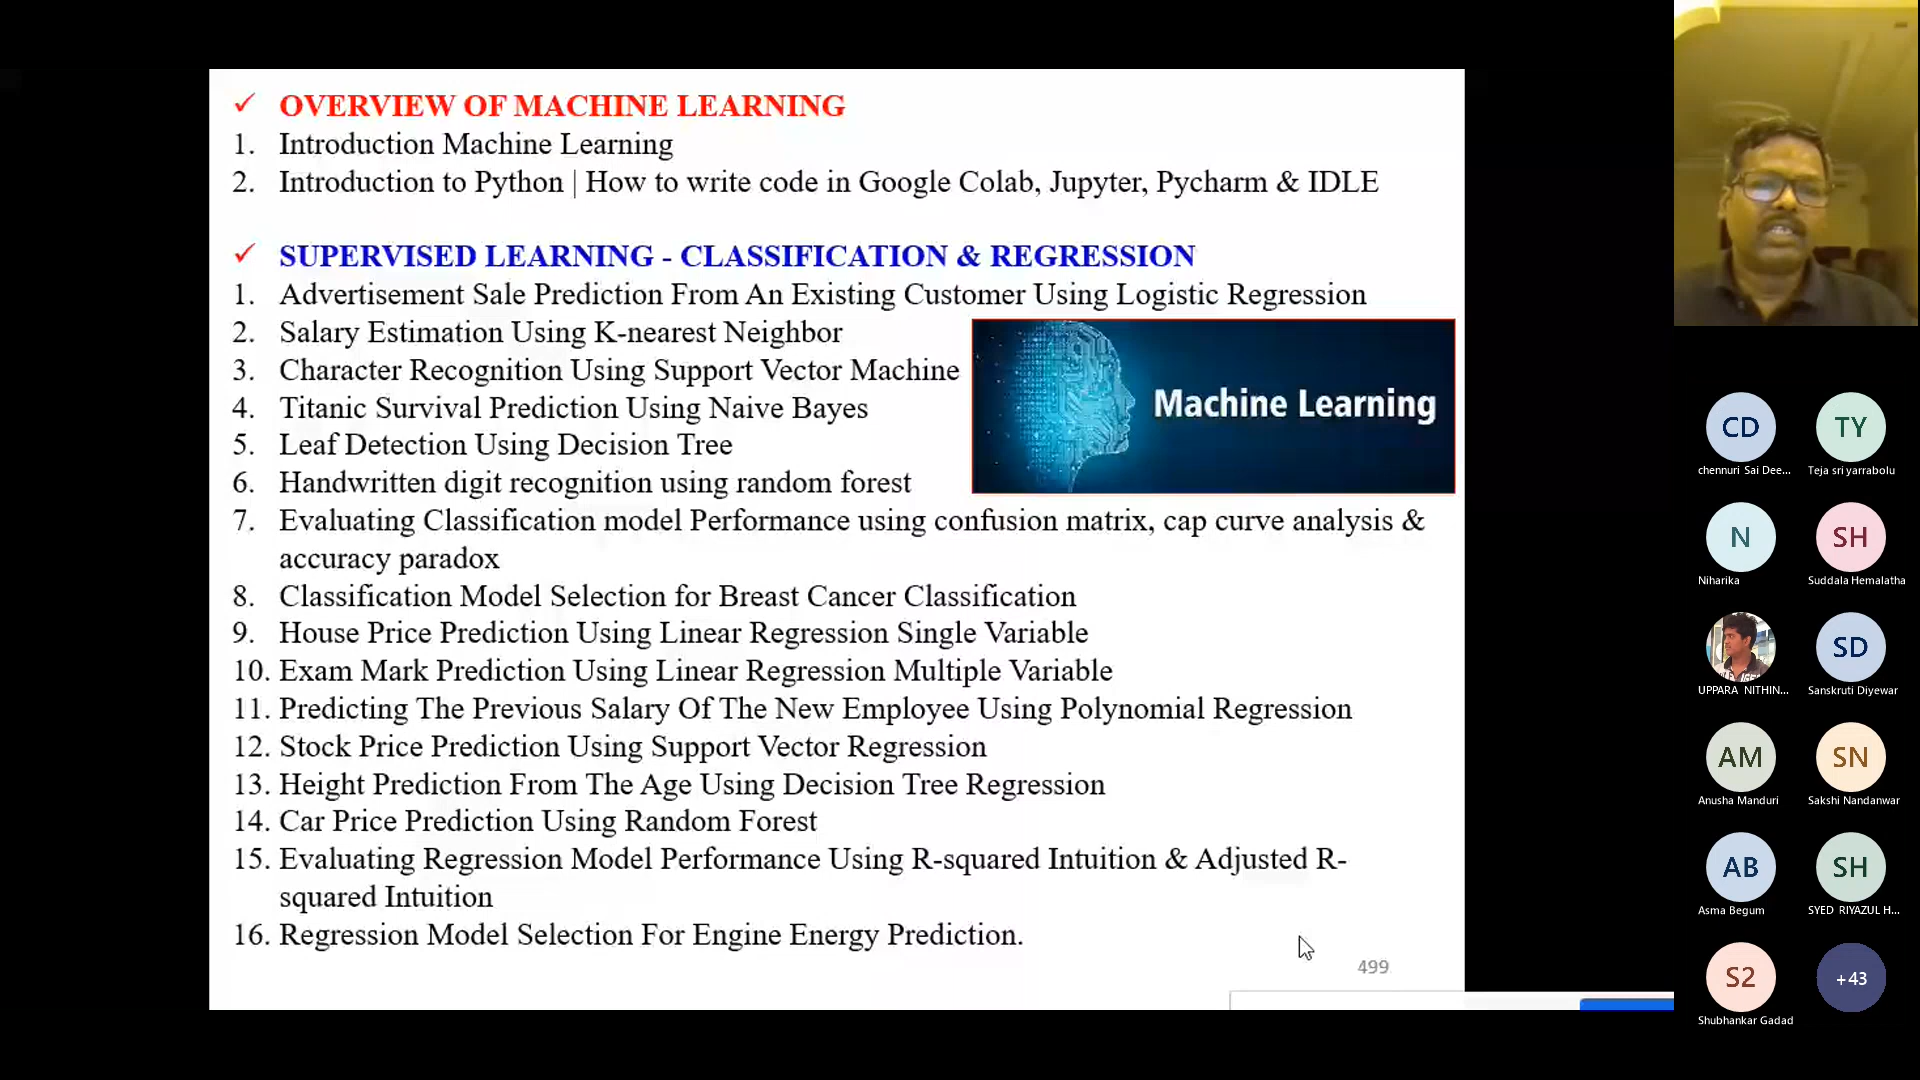 ✓ OVERVIEW OF MACHINE LEARNING
1. Introduction Machine Learning
2. Introduction to Python | How to write code in Google Colab, Jupyter, Pycharm & IDLE
✓ SUPERVISED LEARNING - CLASSIFICATION & REGRESSION
1. Advertisement Sale Prediction From An Existing Customer Using Logistic Regression
2. Salary Estimation Using K-nearest Neighbor
3. Character Recognition Using Support Vector Machine
4. Titanic Survival Prediction Using Naive Bayes
5. Leaf Detection Using Decision Tree
6. Handwritten digit recognition using random forest
Machine Learning
7. Evaluating Classification model Performance using confusion matrix, cap curve analysis &
accuracy paradox
8. Classification Model Selection for Breast Cancer Classification
9. House Price Prediction Using Linear Regression Single Variable
10. Exam Mark Prediction Using Linear Regression Multiple Variable
11. Predicting The Previous Salary Of The New Employee Using Polynomial Regression
12. Stock Price Prediction Using Support Vector Regression
13. Height Prediction From The Age Using Decision Tree Regression
14. Car Price Prediction Using Random Forest
15. Evaluating Regression Model Performance Using R-squared Intuition & Adjusted R-
squared Intuition
16. Regression Model Selection For Engine Energy Prediction.
499
CD TY
chennuri Sai Dee... Teja sri yarrabolu
N SH
Niharika Suddala Hemalatha
SD
UPPARA NITHIN... Sanskruti Diyewar
AM SN
Anusha Manduri Sakshi Nandanwar
AB SH
Asma Begum SYED RIYAZUL H...
S2 +43
Shubhankar Gadad